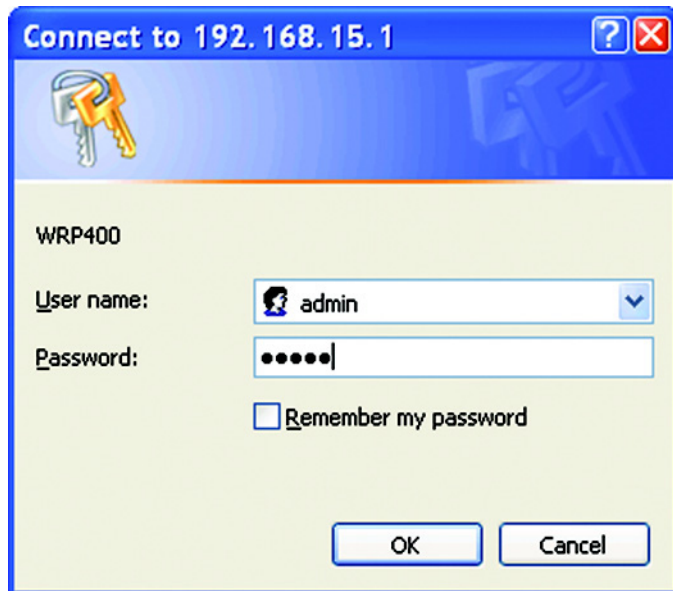 Connect to 192.168.15.1
WRP400
User name: admin
Password: •••••
Remember my password
OK Cancel